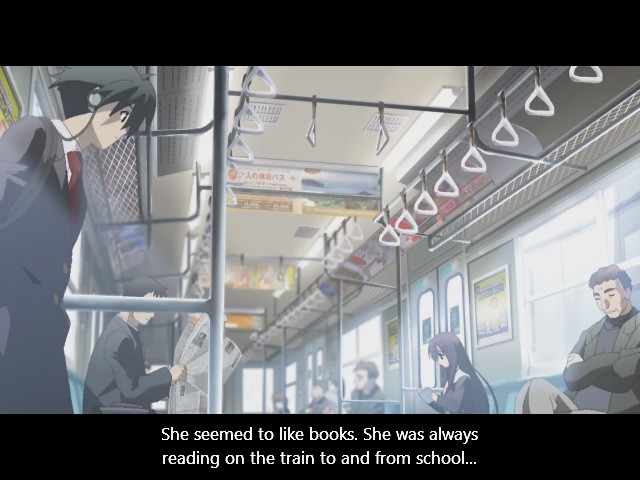 She seemed to like books. She was always
reading on the train to and from school...